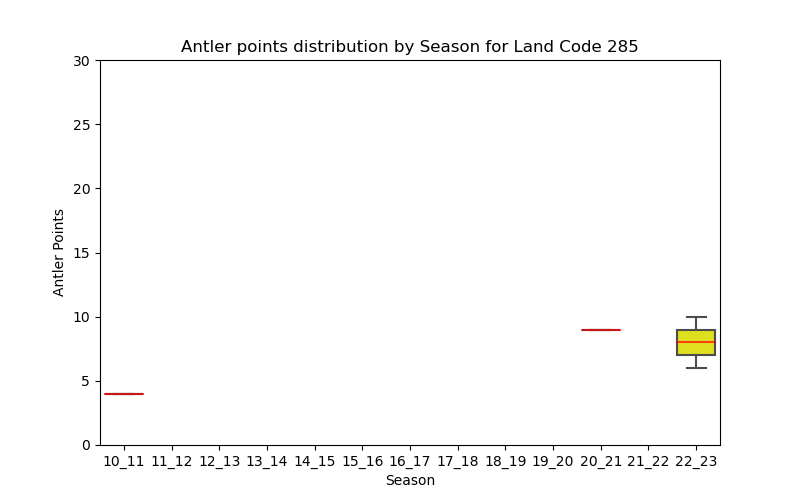 Antler points distribution by Season for Land Code 285
30
25
20
15
10
5
0
Antler Points
10_11 11_12 12_13 13_14 14_15 15_16 16_17 17_18 18_19 19_20 20_21 21_22 22_23
Season